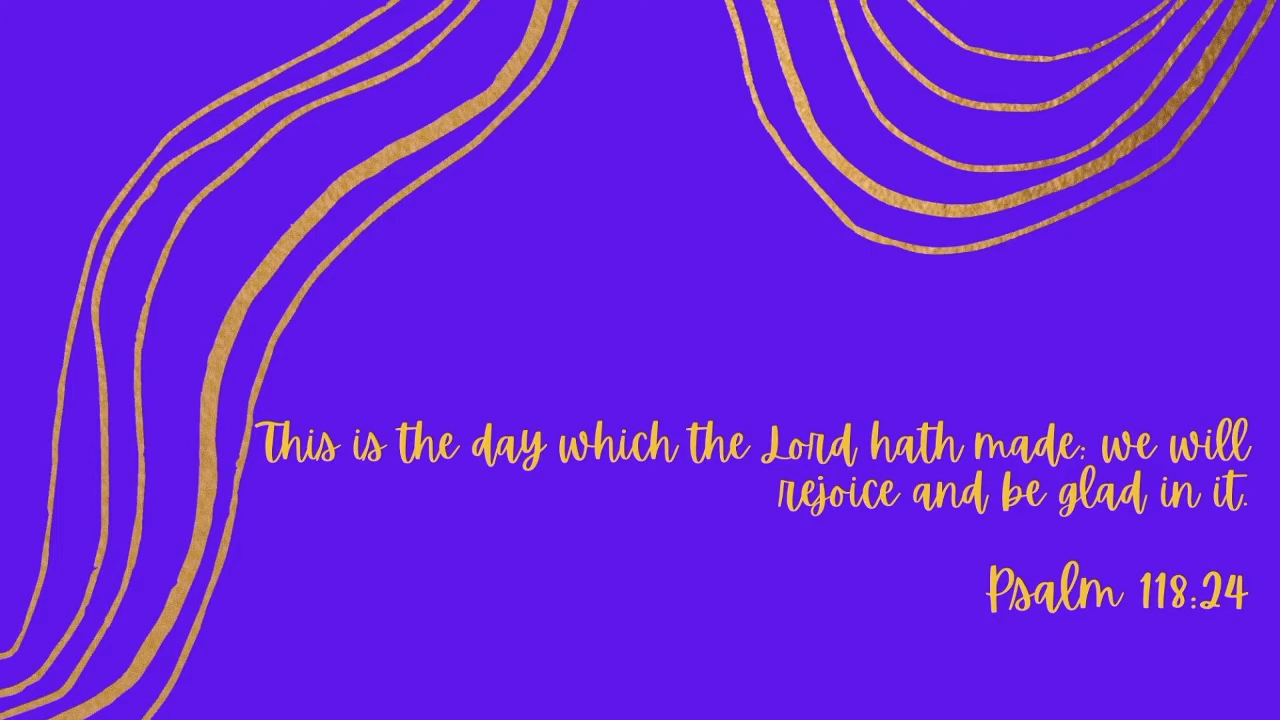 This is the day which the Lord hath made; we will
rejoice and be glad in it.
Psalm 118:24